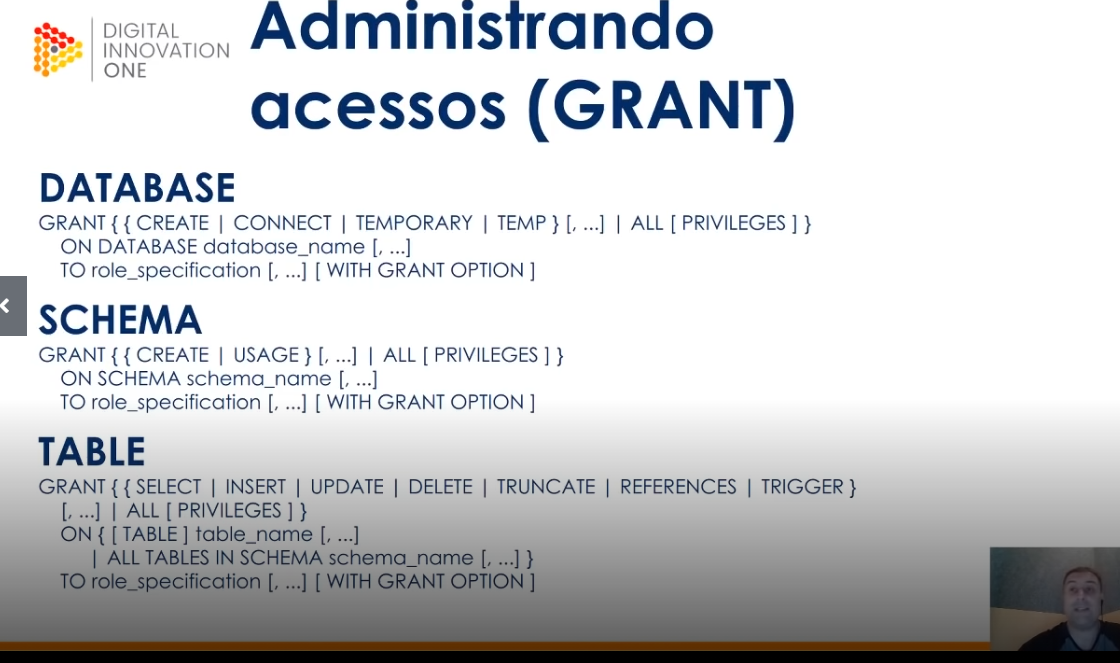 DIGITAL
INNOVATION
ONE
Administrando
acessos (GRANT)
DATABASE
GRANT { { CREATE | CONNECT | TEMPORARY | TEMP } [, ...] | ALL [ PRIVILEGES ] }
ON DATABASE database_name [, ...]
TO role_specification [, ...] [ WITH GRANT OPTION ]
SCHEMA
GRANT { { CREATE | USAGE } [, ...] | ALL [ PRIVILEGES ] }
ON SCHEMA schema_name [, ...]
TO role_specification [, ...] [ WITH GRANT OPTION ]
TABLE
GRANT { { SELECT | INSERT | UPDATE | DELETE | TRUNCATE | REFERENCES | TRIGGER }
[, ...] | ALL [ PRIVILEGES ] }
ON { [ TABLE ] table_name [, ...]
| ALL TABLES IN SCHEMA schema_name [, ...] }
TO role_specification [, ...] [ WITH GRANT OPTION ]